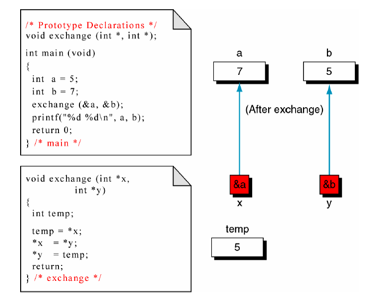 /* Prototype Declarations */
void exchange (int *, int *);
int main (void)
{
int a = 5;
int b = 7;
exchange (&a, &b);
printf("%d %d\n", a, b);
return 0;
} /* main */
void exchange (int *x,
int *y)
{
int temp;
temp = *x;
*x = *y;
*y = temp;
return;
} /* exchange */
a
b
7
5
(After exchange)
&a
&b
x
y
temp
5